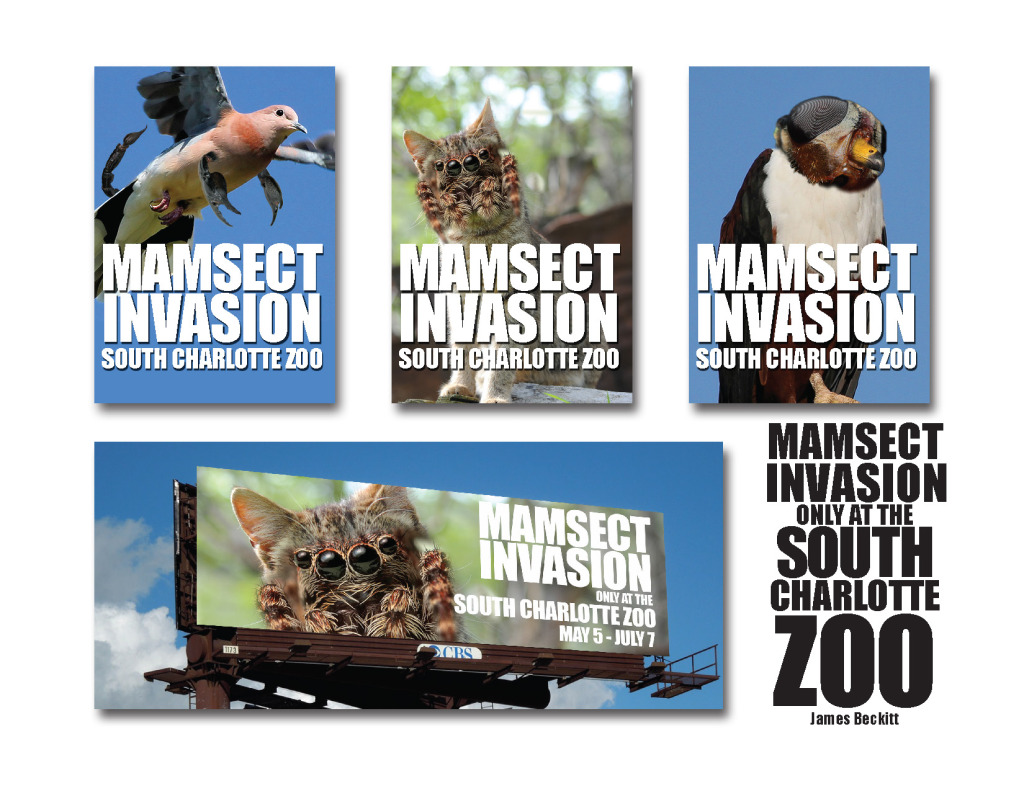 MAMSECT
INVASION
SOUTH CHARLOTTE ZOO
MAMSECT
INVASION
SOUTH CHARLOTTE ZOO
MAMSECT
INVASION
SOUTH CHARLOTTE ZOO
MAMSECT
INVASION
ONLY AT THE
SOUTH CHARLOTTE ZOO
MAY 5 - JULY 7
CBS
MAMSECT
INVASION
ONLY AT THE
SOUTH
CHARLOTTE
ZOO
James Beckitt